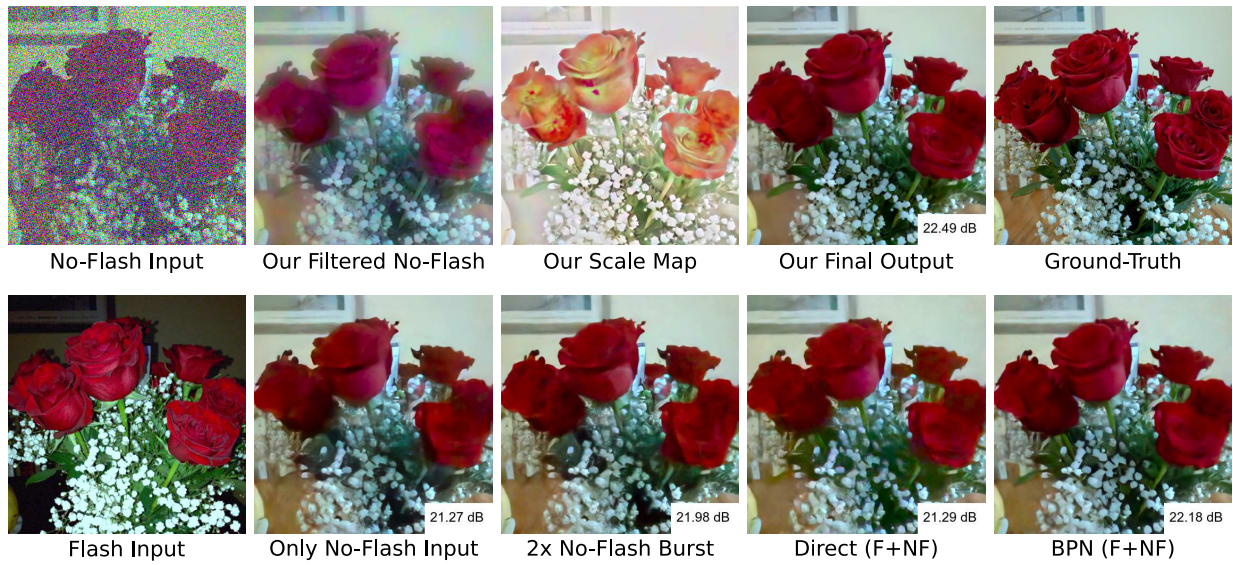 22.49 dB
No-Flash Input
Our Filtered No-Flash
Our Scale Map
Our Final Output
Ground-Truth
21.27 dB
21.98 dB
21.29 dB
22.18 dB
Flash Input
Only No-Flash Input
2x No-Flash Burst
Direct (F+NF)
BPN (F+NF)